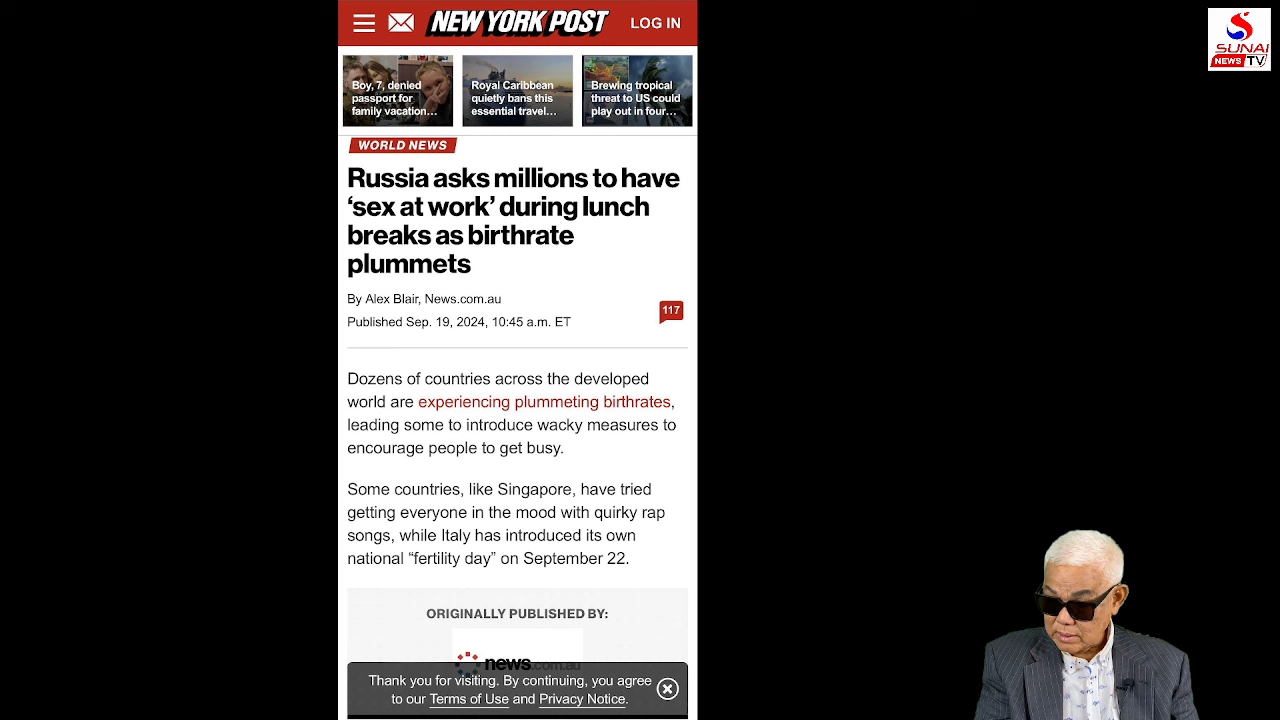 NEW YORK POST
LOG IN
SUNAI
NEWS TV
Boy, 7, denied
passport for
family vacation...
Royal Caribbean
quietly bans this
essential travel...
Brewing tropical
threat to US could
play out in four...
WORLD NEWS
Russia asks millions to have
‘sex at work’ during lunch
breaks as birthrate
plummets
By Alex Blair, News.com.au
117
Published Sep. 19, 2024, 10:45 a.m. ET
Dozens of countries across the developed
world are experiencing plummeting birthrates,
leading some to introduce wacky measures to
encourage people to get busy.
Some countries, like Singapore, have tried
getting everyone in the mood with quirky rap
songs, while Italy has introduced its own
national “fertility day” on September 22.
ORIGINALLY PUBLISHED BY:
news.com.au
Thank you for visiting. By continuing, you agree
to our Terms of Use and Privacy Notice.